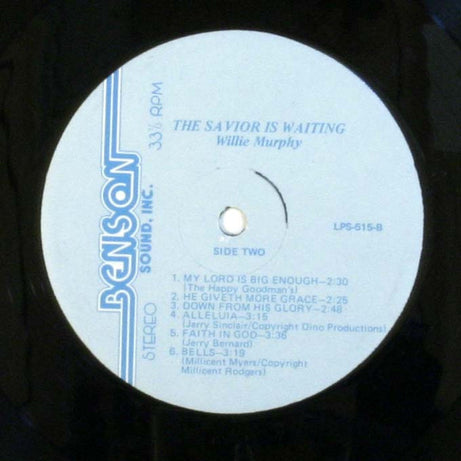 THE SAVIOR IS WAITING
Willie Murphy
BENSON
SOUND, INC.
STEREO
33⅓ RPM
LPS-515-B
SIDE TWO
1. MY LORD IS BIG ENOUGH—2:30
(The Happy Goodman's)
2. HE GIVETH MORE GRACE—2:25
3. DOWN FROM HIS GLORY—2:48
4. ALLELUIA—3:15
(Jerry Sinclair/Copyright Dino Productions)
5. FAITH IN GOD—3:36
(Jerry Bernard)
6. BELLS—3:19
(Millicent Myers/Copyright
Millicent Rodgers)